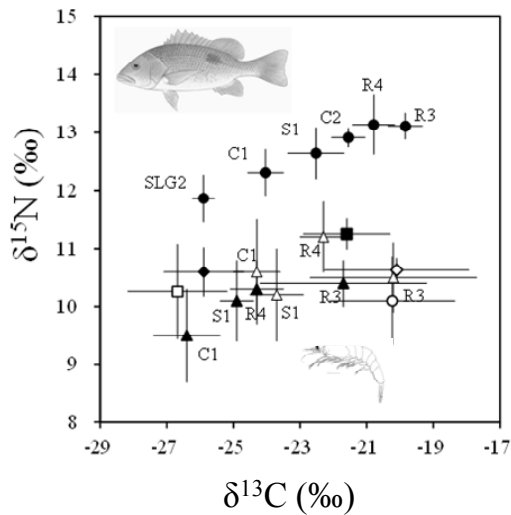 15
14
13
12
11
10
9
8
δ15N (‰)
R4
R3
C2
S1
C1
SLG2
C1
R4
S1
R4
S1
R3
R3
C1
-29 -27 -25 -23 -21 -19 -17
δ13C (‰)